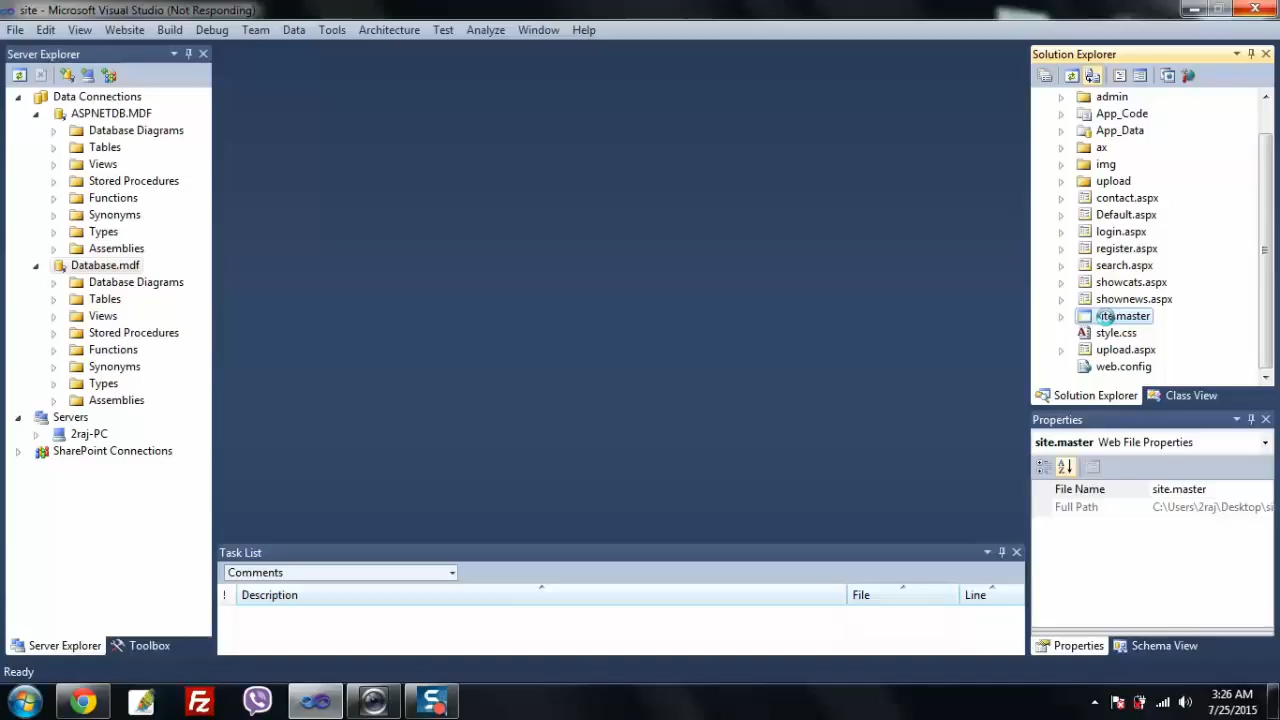 site - Microsoft Visual Studio (Not Responding)
File Edit View Website Build Debug Team Data Tools Architecture Test Analyze Window Help
Server Explorer
Data Connections
ASPNETDB.MDF
Database Diagrams
Tables
Views
Stored Procedures
Functions
Synonyms
Types
Assemblies
Database.mdf
Database Diagrams
Tables
Views
Stored Procedures
Functions
Synonyms
Types
Assemblies
Servers
2raj-PC
SharePoint Connections
Server Explorer Toolbox
Task List
Comments
! Description File Line
Solution Explorer
admin
App_Code
App_Data
ax
img
upload
contact.aspx
Default.aspx
login.aspx
register.aspx
search.aspx
showcats.aspx
shownews.aspx
site.master
style.css
upload.aspx
web.config
Solution Explorer Class View
Properties
site.master Web File Properties
File Name site.master
Full Path C:\Users\2raj\Desktop\si
Properties Schema View
Ready
3:26 AM
7/25/2015